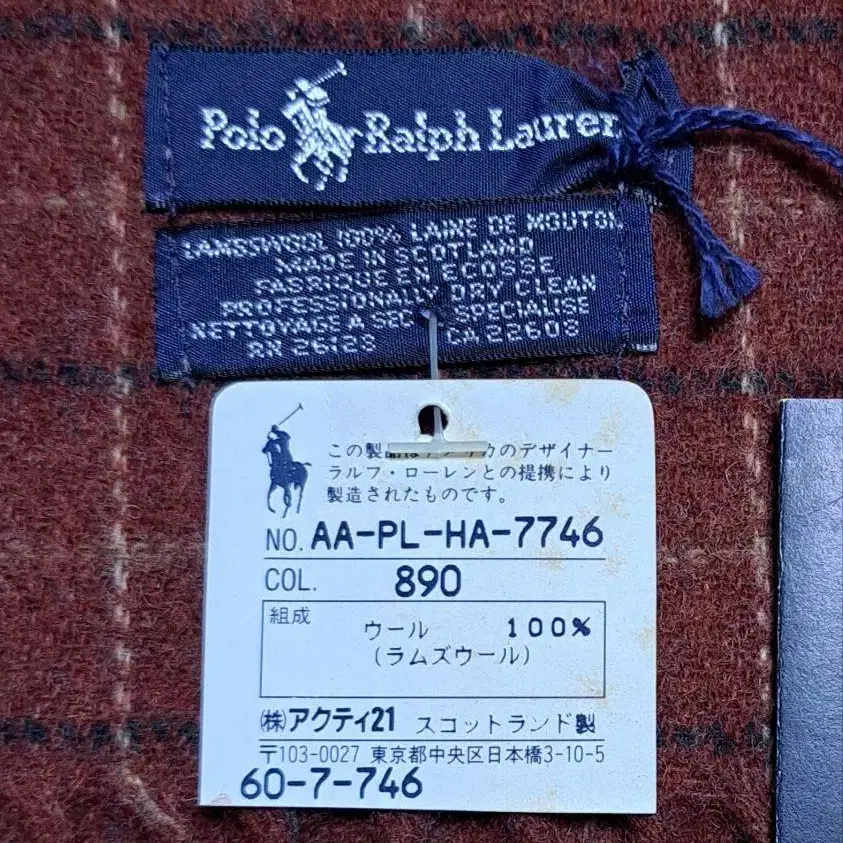 Polo Ralph Lauren
LAMBSWOOL 100% LAINE DE MOUTON
MADE IN SCOTLAND
FABRIQUE EN ECOSSE
PROFESSIONALLY DRY CLEAN
NETTOYAGE A SEC SPECIALISE
RN 26128 CA 22608
この製品はアメリカのデザイナー
ラルフ・ローレンとの提携により
製造されたものです。
NO. AA-PL-HA-7746
COL. 890
組成
ウール 100%
(ラムズウール)
㈱アクティ21 スコットランド製
〒103-0027 東京都中央区日本橋3-10-5
60-7-746